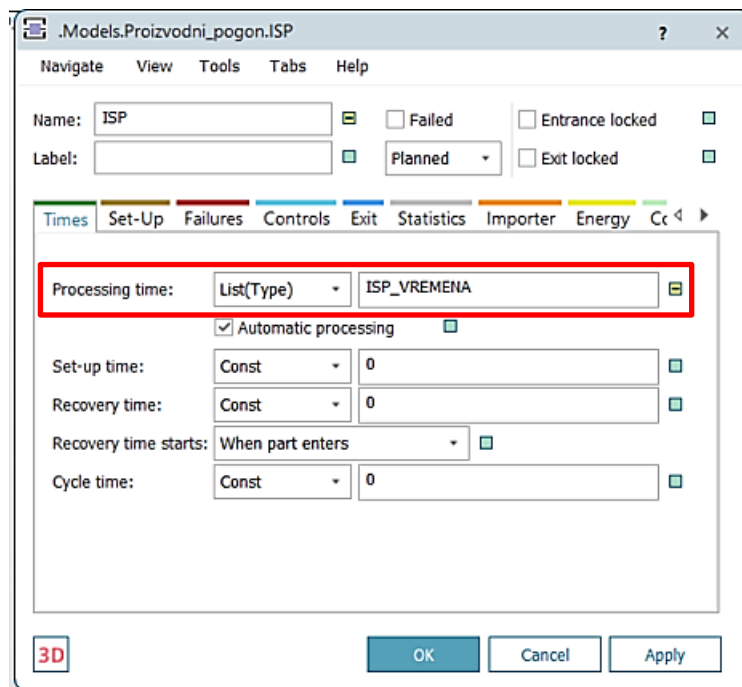 .Models.Proizvodni_pogon.ISP ? ×
Navigate View Tools Tabs Help
Name: ISP Failed Entrance locked
Label: Planned Exit locked
Times Set-Up Failures Controls Exit Statistics Importer Energy Cc
Processing time: List(Type) ISP_VREMENA
Automatic processing
Set-up time: Const 0
Recovery time: Const 0
Recovery time starts: When part enters
Cycle time: Const 0
3D OK Cancel Apply